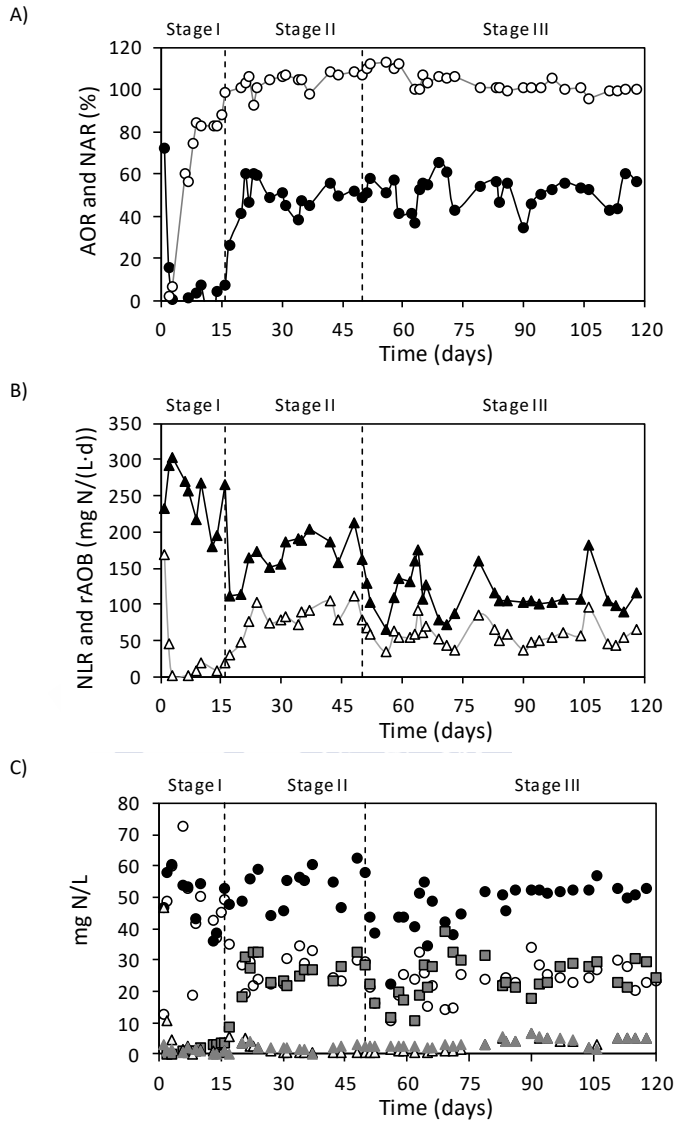 A)
Stage I Stage II Stage III
120
100
80
60
40
20
0
AOR and NAR (%)
0 15 30 45 60 75 90 105 120
Time (days)
B)
Stage I Stage II Stage III
350
300
250
200
150
100
50
0
NLR and rAOB (mg N/(L·d))
0 15 30 45 60 75 90 105 120
Time (days)
C)
Stage I Stage II Stage III
80
70
60
50
40
30
20
10
0
mg N/L
0 15 30 45 60 75 90 105 120
Time (days)